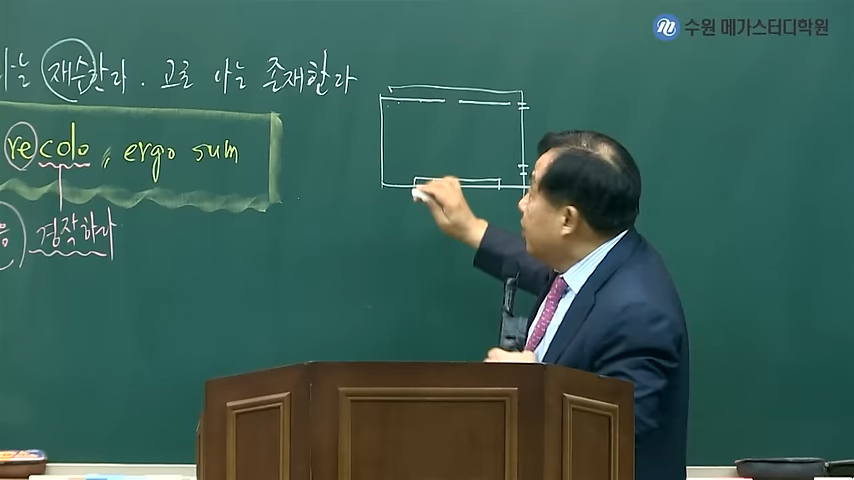 수원 메가스터디학원
나는 재수한다. 고로 나는 존재한다
recolo, ergo sum
경작하다